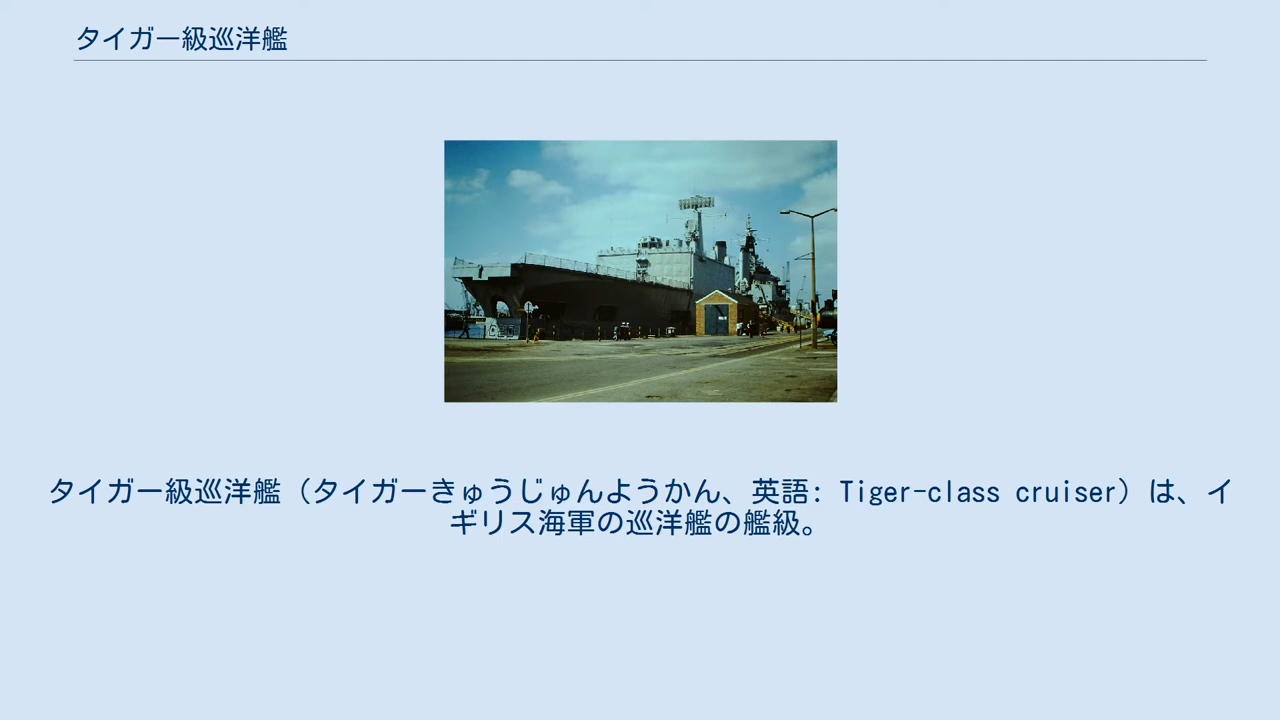 タイガー級巡洋艦
タイガー級巡洋艦（タイガーきゅうじゅんようかん、英語: Tiger-class cruiser）は、イ
ギリス海軍の巡洋艦の艦級。